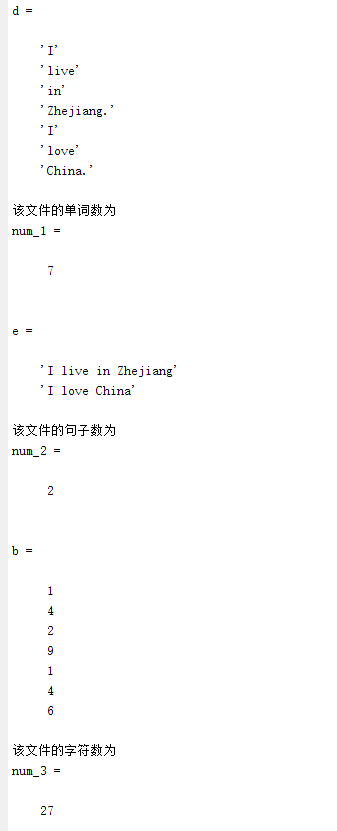 d =
'I'
'live'
'in'
'Zhejiang.'
'I'
'love'
'China.'
该文件的单词数为
num_1 =
7
e =
'I live in Zhejiang'
'I love China'
该文件的句子数为
num_2 =
2
b =
1
4
2
9
1
4
6
该文件的字符数为
num_3 =
27